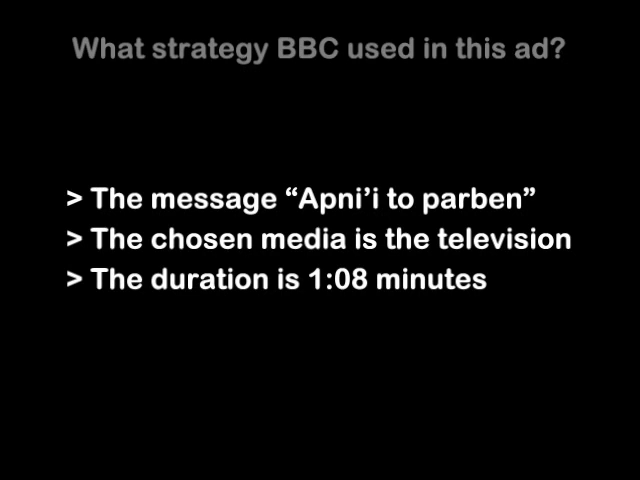 What strategy BBC used in this ad?
> The message “Apni’i to parben”
> The chosen media is the television
> The duration is 1:08 minutes